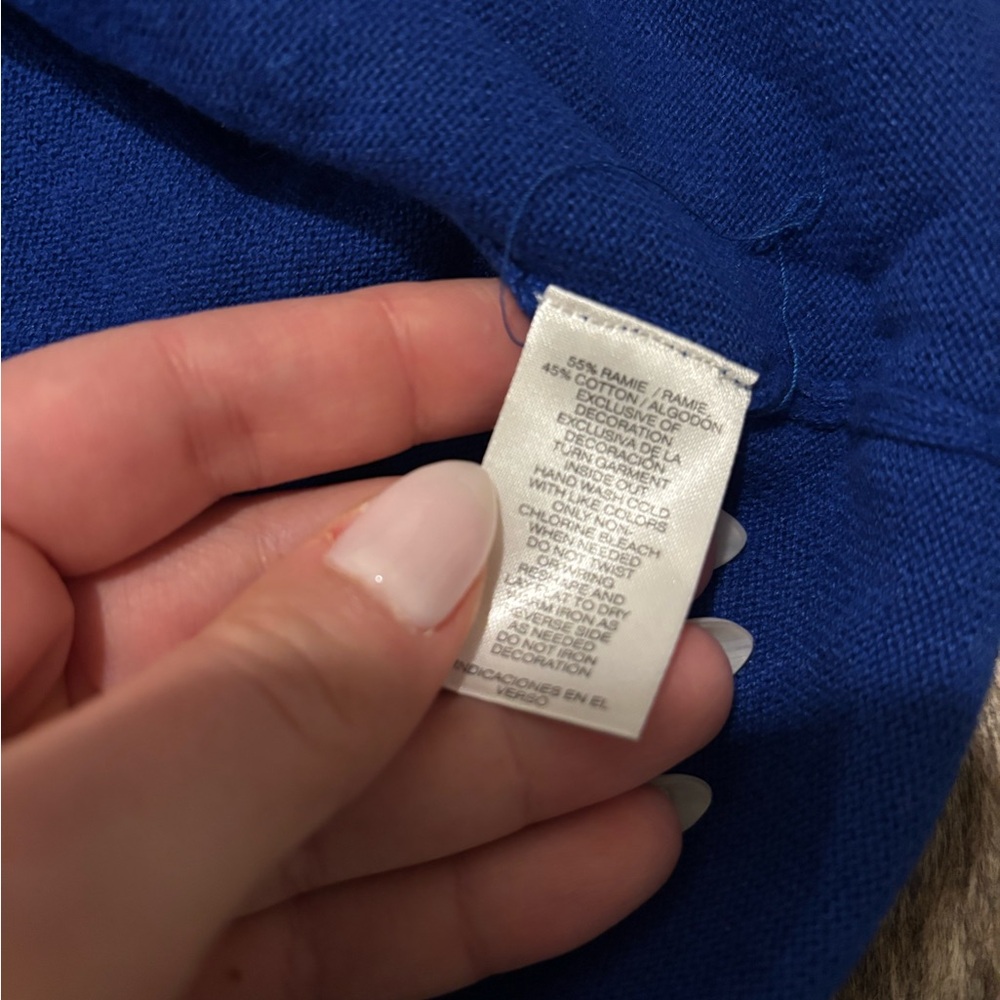 55% RAMIE / RAMIE
45% COTTON / ALGODON
EXCLUSIVE OF
DECORATION
EXCLUSIVA DE LA
DECORACION
TURN GARMENT
INSIDE OUT
HAND WASH COLD
WITH LIKE COLORS
ONLY NON-
CHLORINE BLEACH
WHEN NEEDED
DO NOT TWIST
OR WRING
RESHAPE AND
LAY FLAT TO DRY
WARM IRON AS
REVERSE SIDE
AS NEEDED
DO NOT IRON
DECORATION
INDICACIONES EN EL
VERSO